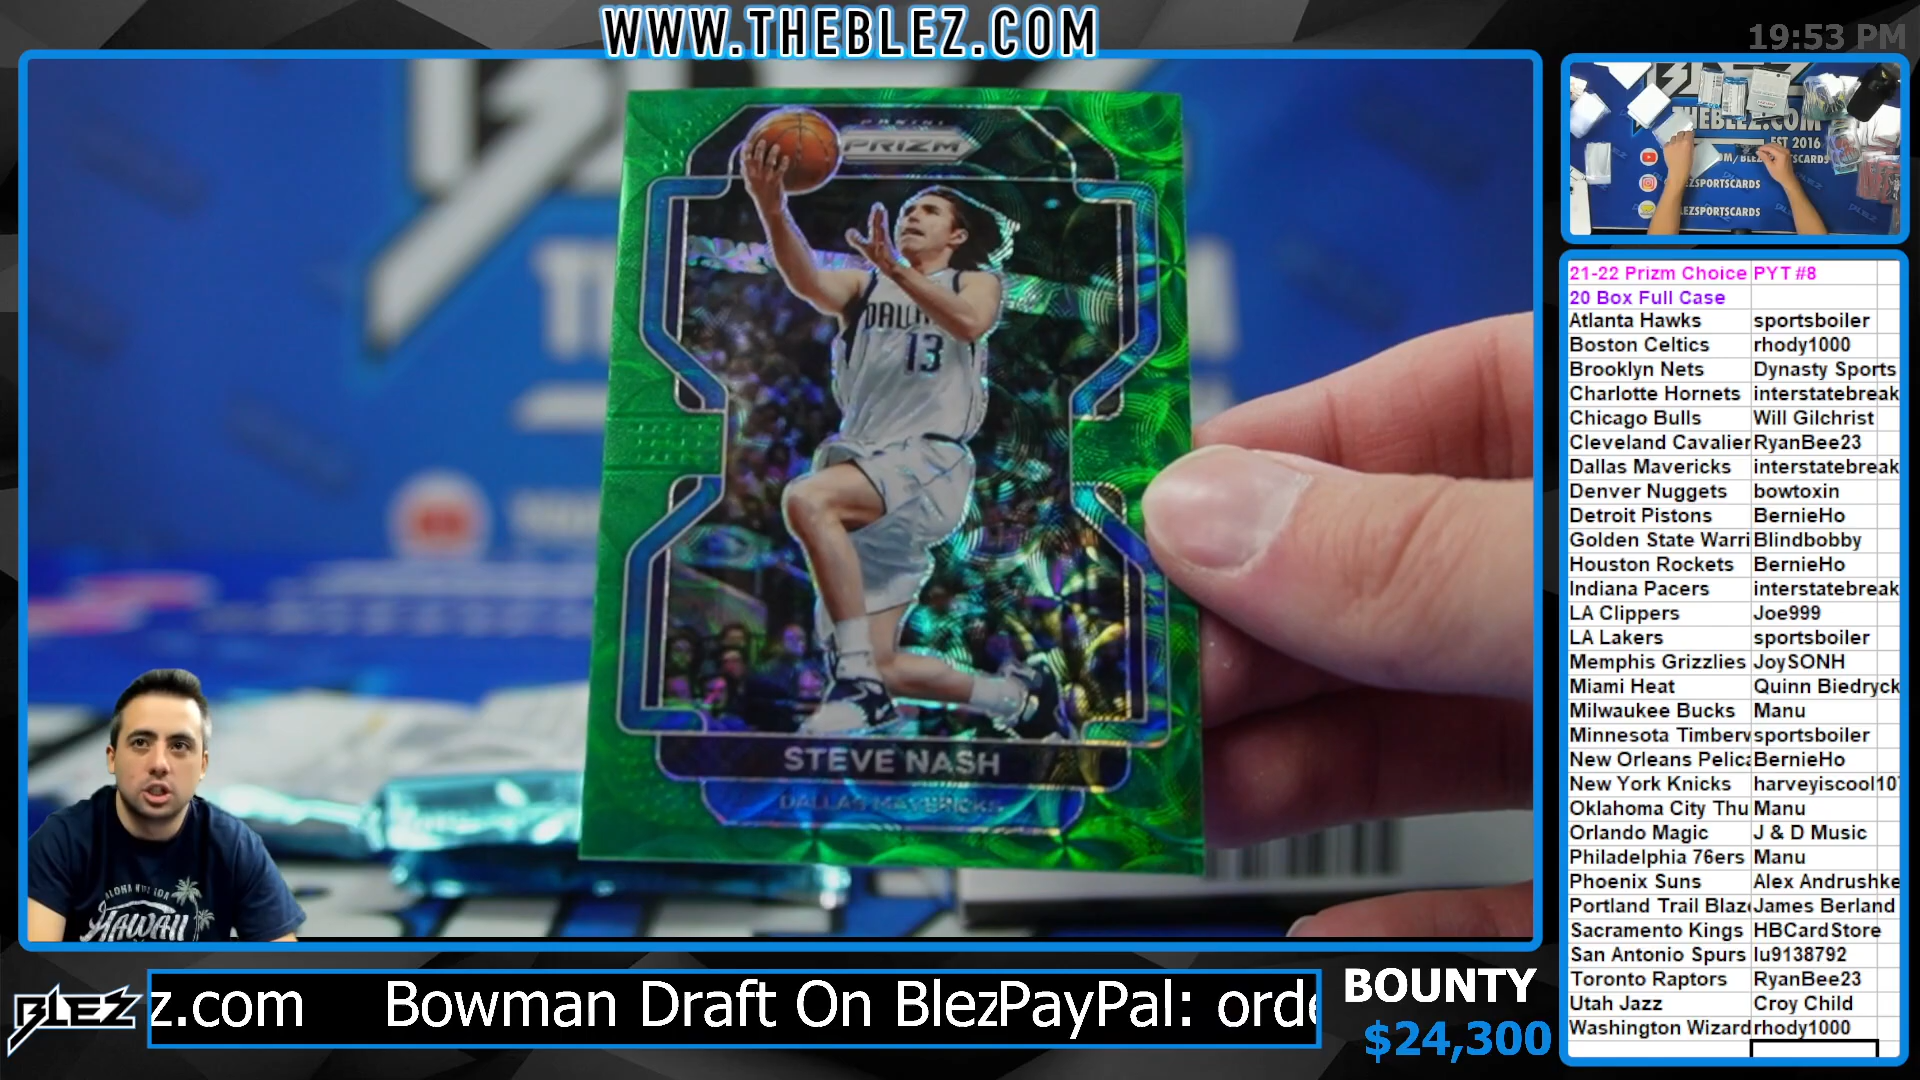 WWW.THEBLEZ.COM
19:53 PM
PANINI
PRIZM
13
STEVE NASH
DALLAS MAVERICKS
HAWAII
THEBLEZ.COM
EST 2016
21-22 Prizm Choice PYT #8
20 Box Full Case
Atlanta Hawks sportsboiler
Boston Celtics rhody1000
Brooklyn Nets Dynasty Sports
Charlotte Hornets interstatebreak
Chicago Bulls Will Gilchrist
Cleveland Cavalier RyanBee23
Dallas Mavericks interstatebreak
Denver Nuggets bowtoxin
Detroit Pistons BernieHo
Golden State Warri Blindbobby
Houston Rockets BernieHo
Indiana Pacers interstatebreak
LA Clippers Joe999
LA Lakers sportsboiler
Memphis Grizzlies JoySONH
Miami Heat Quinn Biedryck
Milwaukee Bucks Manu
Minnesota Timberv sportsboiler
New Orleans Pelica BernieHo
New York Knicks harveyiscool10
Oklahoma City Thu Manu
Orlando Magic J & D Music
Philadelphia 76ers Manu
Phoenix Suns Alex Andrushke
Portland Trail Blaz James Berland
Sacramento Kings HBCardStore
San Antonio Spurs lu9138792
Toronto Raptors RyanBee23
Utah Jazz Croy Child
Washington Wizard rhody1000
BLEZ
z.com Bowman Draft On BlezPayPal: orde
BOUNTY
$24,300